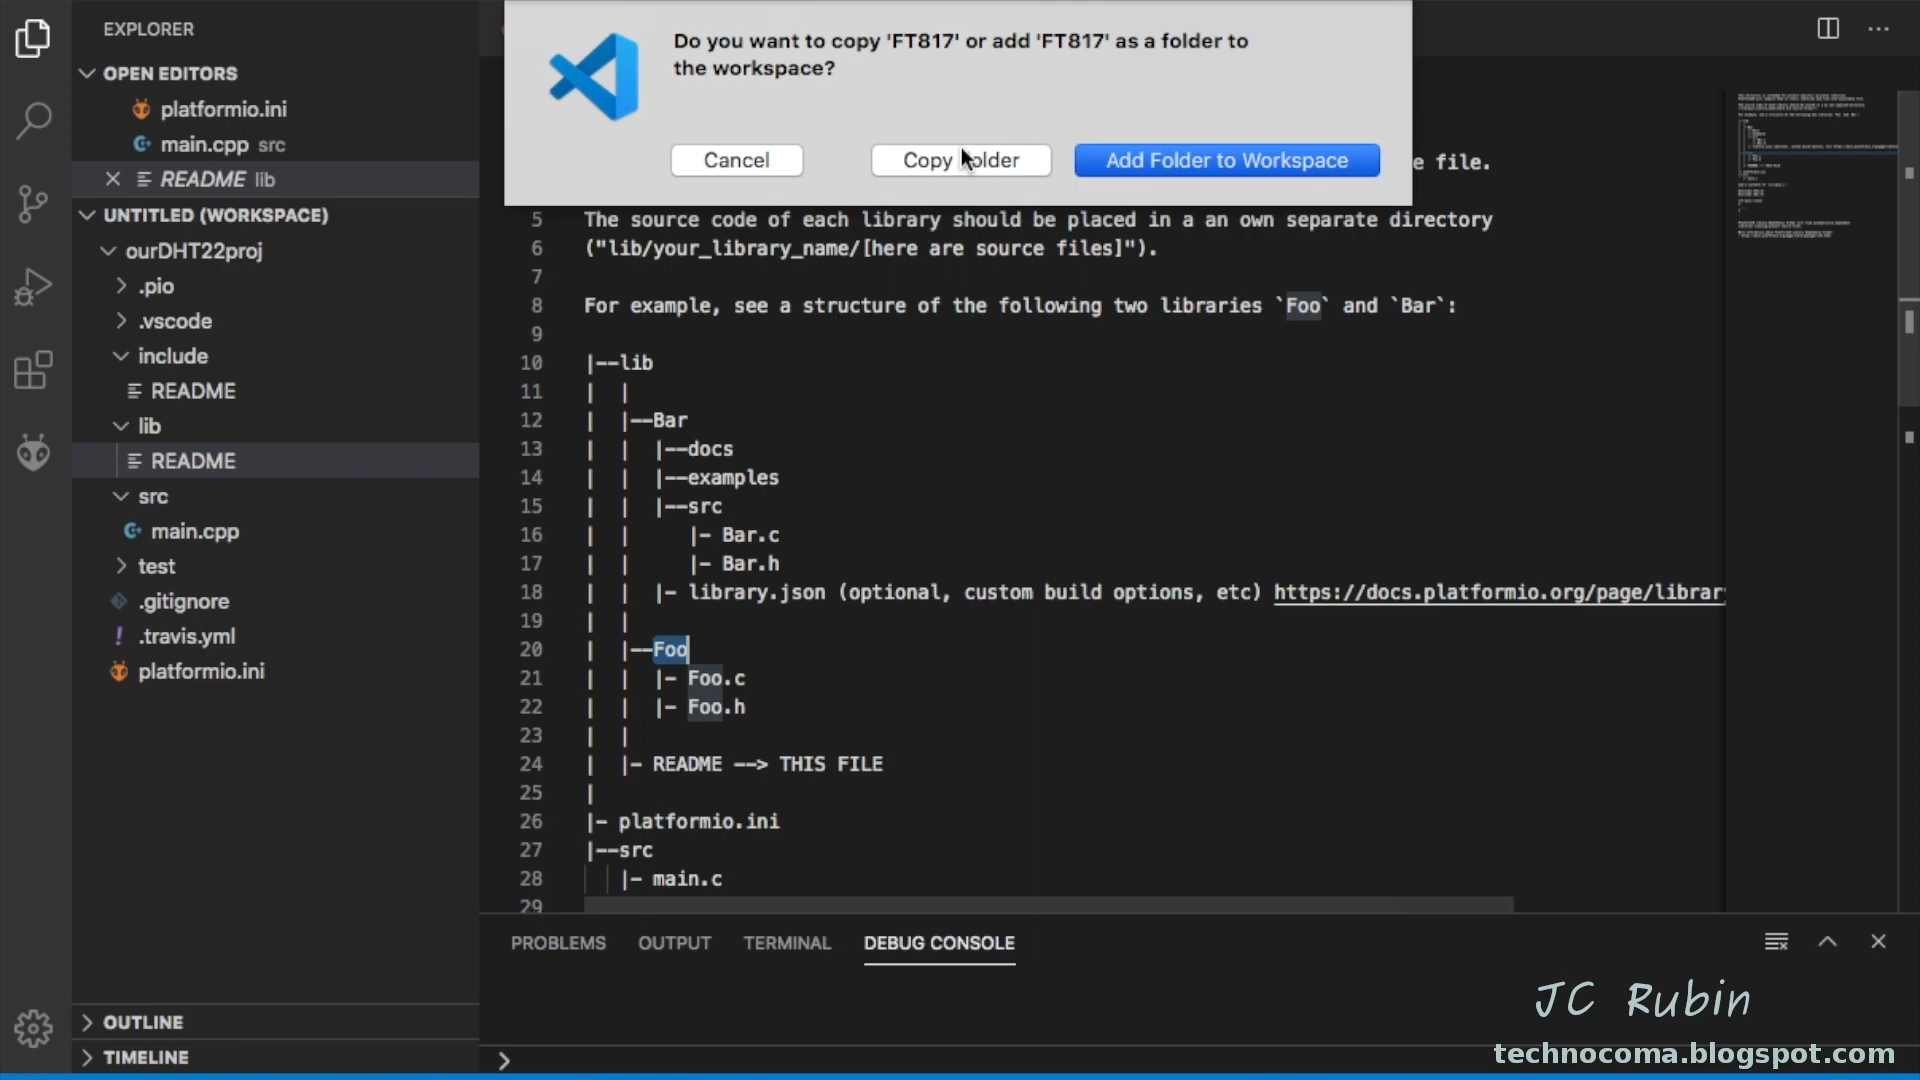 EXPLORER
OPEN EDITORS
platformio.ini
main.cpp src
README lib
UNTITLED (WORKSPACE)
ourDHT22proj
.pio
.vscode
include
README
lib
README
src
main.cpp
test
.gitignore
.travis.yml
platformio.ini
OUTLINE
TIMELINE
Do you want to copy 'FT817' or add 'FT817' as a folder to
the workspace?
Cancel
Copy Folder
Add Folder to Workspace
e file.
5 The source code of each library should be placed in a an own separate directory
6 ("lib/your_library_name/[here are source files]").
7
8 For example, see a structure of the following two libraries `Foo` and `Bar`:
9
10 |--lib
11 | |
12 | |--Bar
13 | | |--docs
14 | | |--examples
15 | | |--src
16 | | |- Bar.c
17 | | |- Bar.h
18 | | |- library.json (optional, custom build options, etc) https://docs.platformio.org/page/librar
19 | |
20 | |--Foo
21 | | |- Foo.c
22 | | |- Foo.h
23 | |
24 | |- README --> THIS FILE
25 |
26 |- platformio.ini
27 |--src
28 |- main.c
29
PROBLEMS OUTPUT TERMINAL DEBUG CONSOLE
JC Rubin
technocoma.blogspot.com